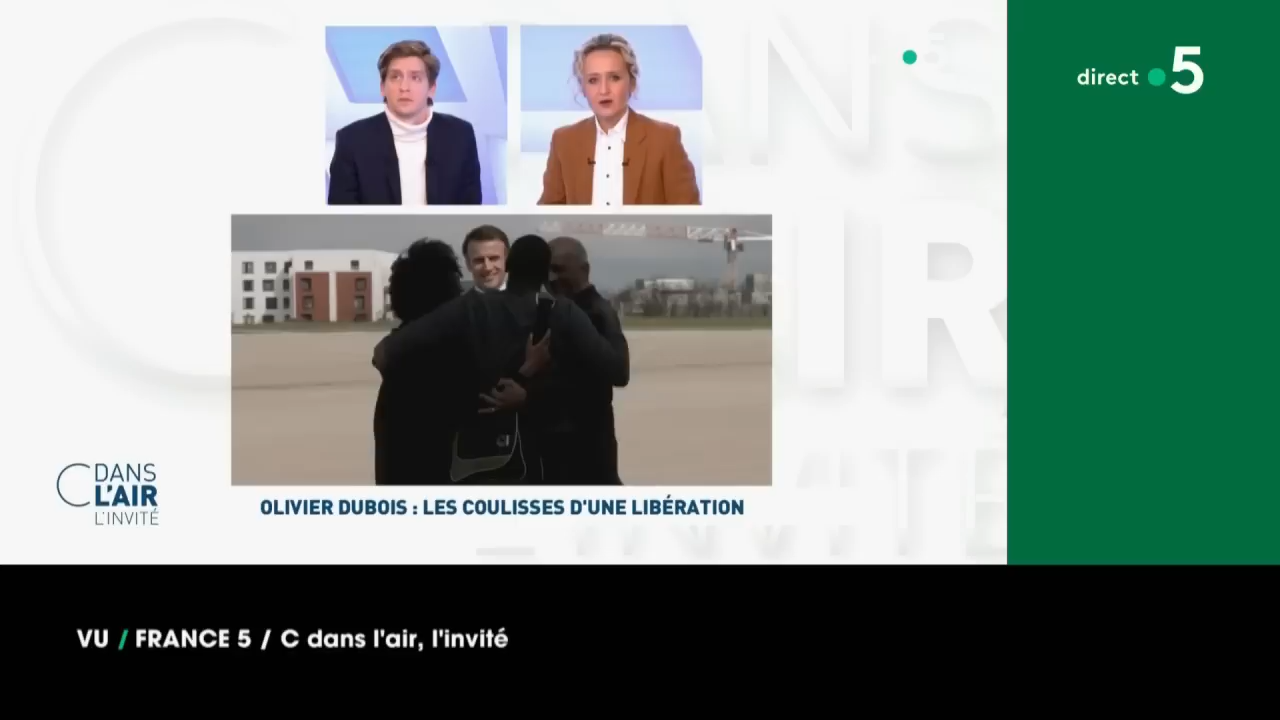 direct 5
DANS
L'AIR
L'INVITÉ
OLIVIER DUBOIS : LES COULISSES D'UNE LIBÉRATION
VU / FRANCE 5 / C dans l'air, l'invité